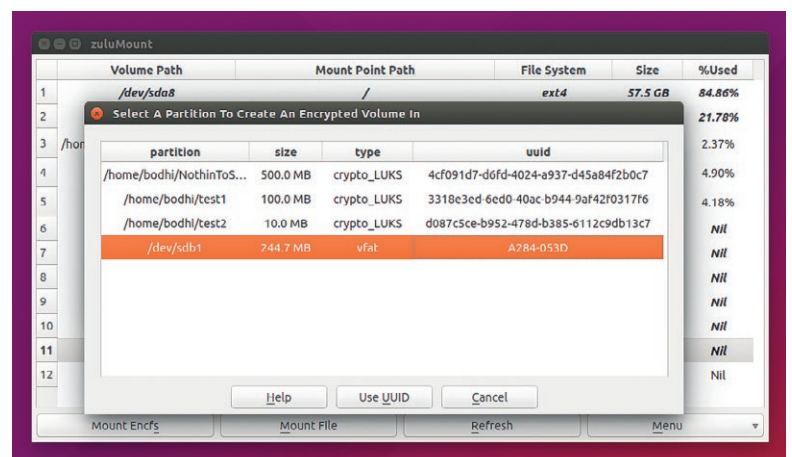 zuluMount
Volume Path Mount Point Path File System Size %Used
1 /dev/sda8 / ext4 57.5 GB 84.86%
2 21.78%
Select A Partition To Create An Encrypted Volume In
3 /hon 2.37%
partition size type uuid
4 4.90%
/home/bodhi/NothinToS... 500.0 MB crypto_LUKS 4cf091d7-d6fd-4024-a937-d45a84f2b0c7
5 4.18%
/home/bodhi/test1 100.0 MB crypto_LUKS 3318e3ed-6ed0-40ac-b944-9af42f0317f6
6 Nil
/home/bodhi/test2 10.0 MB crypto_LUKS d087c5ce-b952-478d-b385-6112c9db13c7
7 Nil
/dev/sdb1 244.7 MB vfat A284-053D
8 Nil
9 Nil
10 Nil
11 Nil
12 Nil
Help Use UUID Cancel
Mount Encfs Mount File Refresh Menu